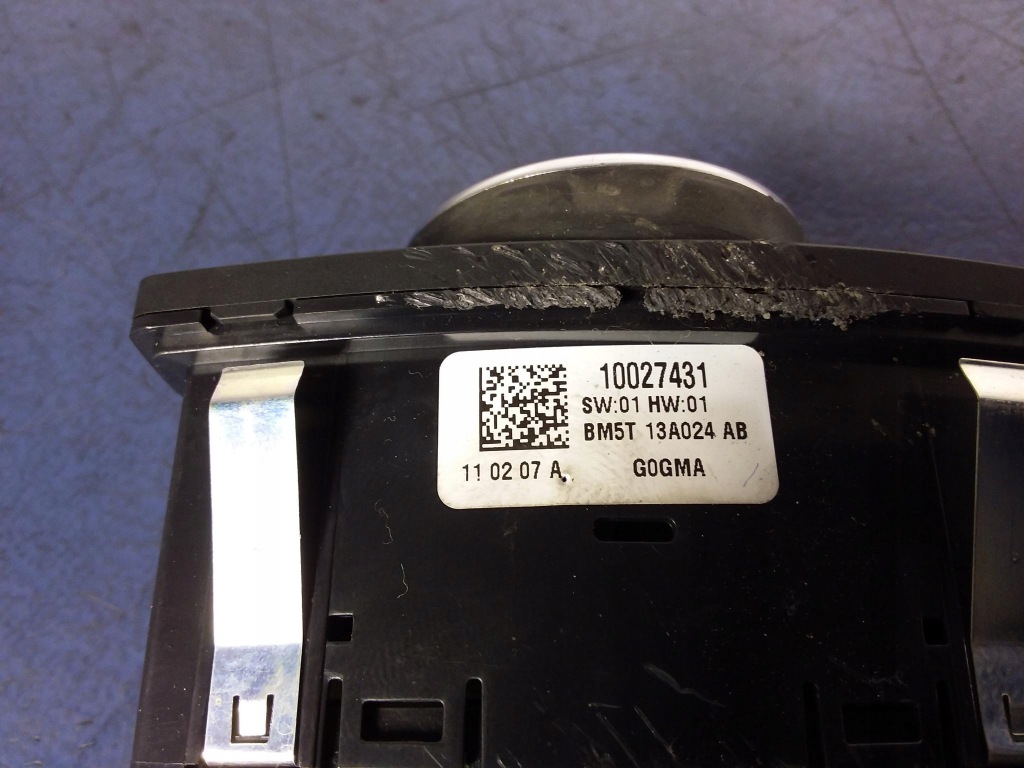 10027431
SW:01 HW:01
BM5T 13A024 AB
11 02 07 A. G0GMA